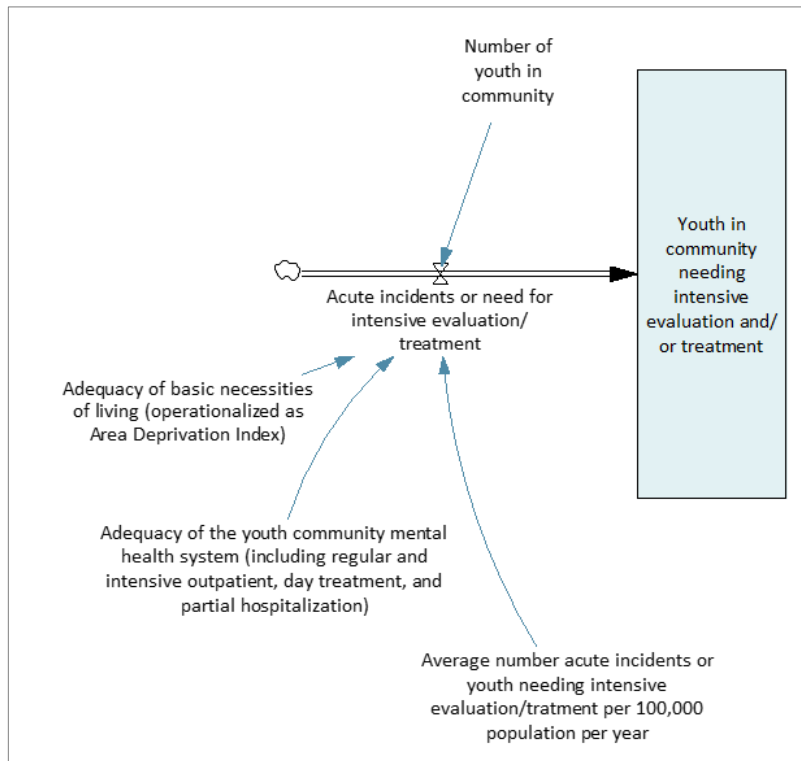 Number of
youth in
community
Youth in
community
needing
intensive
evaluation and/
or treatment
Acute incidents or need for
intensive evaluation/
treatment
Adequacy of basic necessities
of living (operationalized as
Area Deprivation Index)
Adequacy of the youth community mental
health system (including regular and
intensive outpatient, day treatment, and
partial hospitalization)
Average number acute incidents or
youth needing intensive
evaluation/tratment per 100,000
population per year